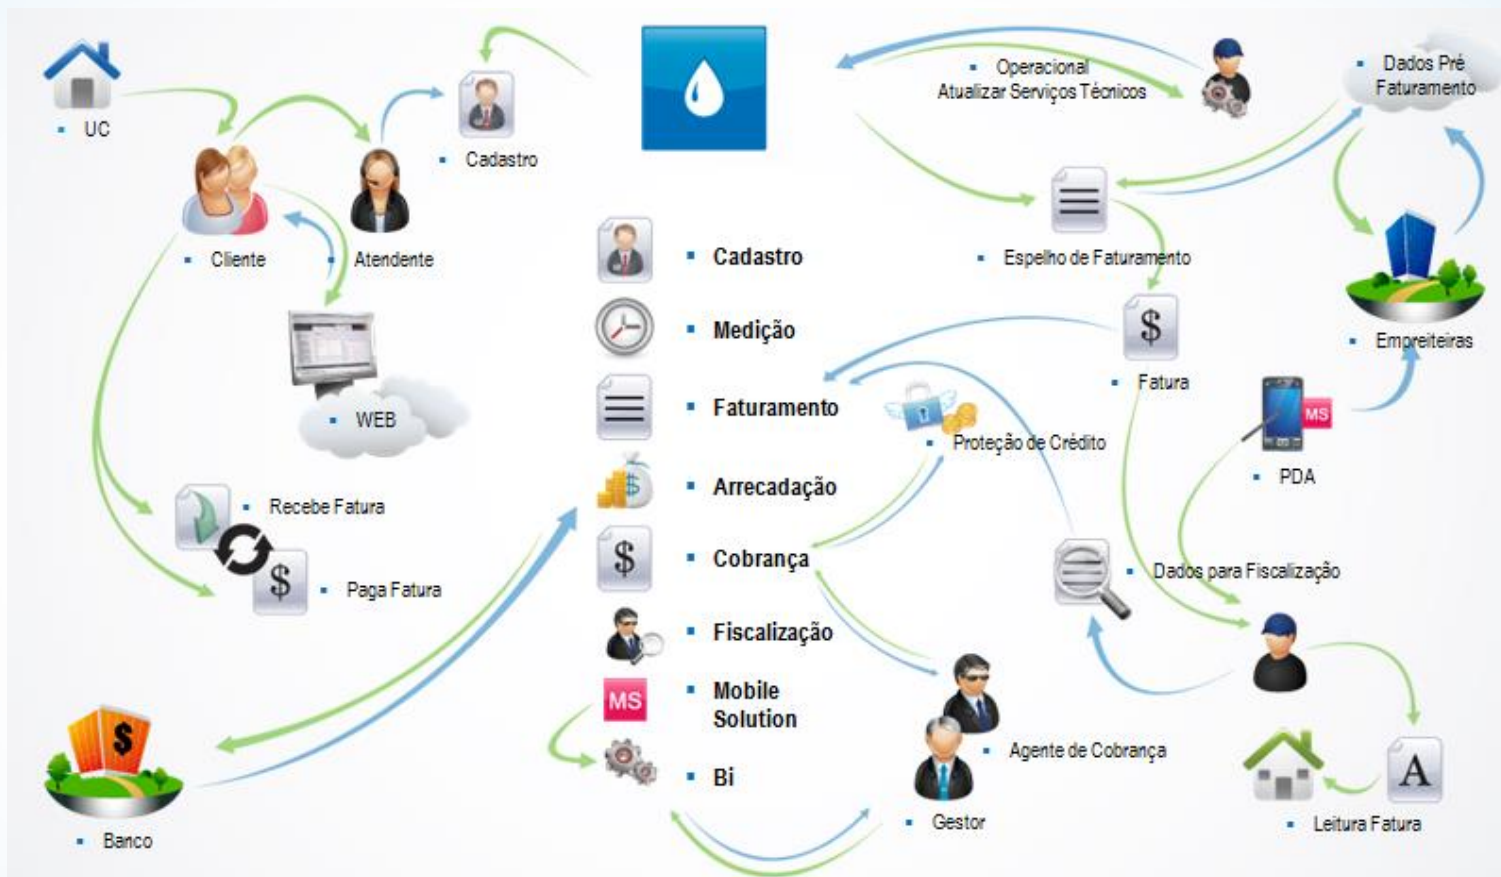 UC
Cadastro
Cliente
Atendente
WEB
Recebe Fatura
$
Paga Fatura
$
Banco
Cadastro
Medição
Faturamento
$
Arrecadação
$
Cobrança
Fiscalização
MS
Mobile
Solution
Bi
Operacional
Atualizar Serviços Técnicos
Dados Pré
Faturamento
Espelho de Faturamento
Empreiteiras
$
Fatura
Proteção de Crédito
MS
PDA
Dados para Fiscalização
Agente de Cobrança
Gestor
A
Leitura Fatura